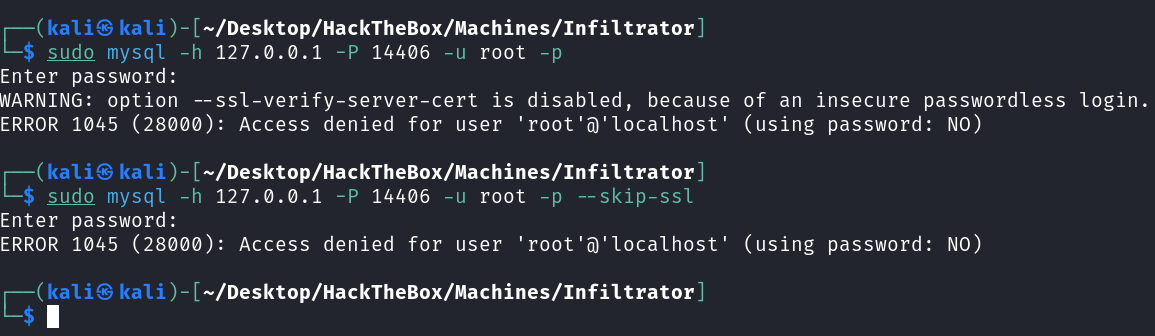 ┌──(kali㉿kali)-[~/Desktop/HackTheBox/Machines/Infiltrator]
└─$ sudo mysql -h 127.0.0.1 -P 14406 -u root -p
Enter password:
WARNING: option --ssl-verify-server-cert is disabled, because of an insecure passwordless login.
ERROR 1045 (28000): Access denied for user 'root'@'localhost' (using password: NO)
┌──(kali㉿kali)-[~/Desktop/HackTheBox/Machines/Infiltrator]
└─$ sudo mysql -h 127.0.0.1 -P 14406 -u root -p --skip-ssl
Enter password:
ERROR 1045 (28000): Access denied for user 'root'@'localhost' (using password: NO)
┌──(kali㉿kali)-[~/Desktop/HackTheBox/Machines/Infiltrator]
└─$